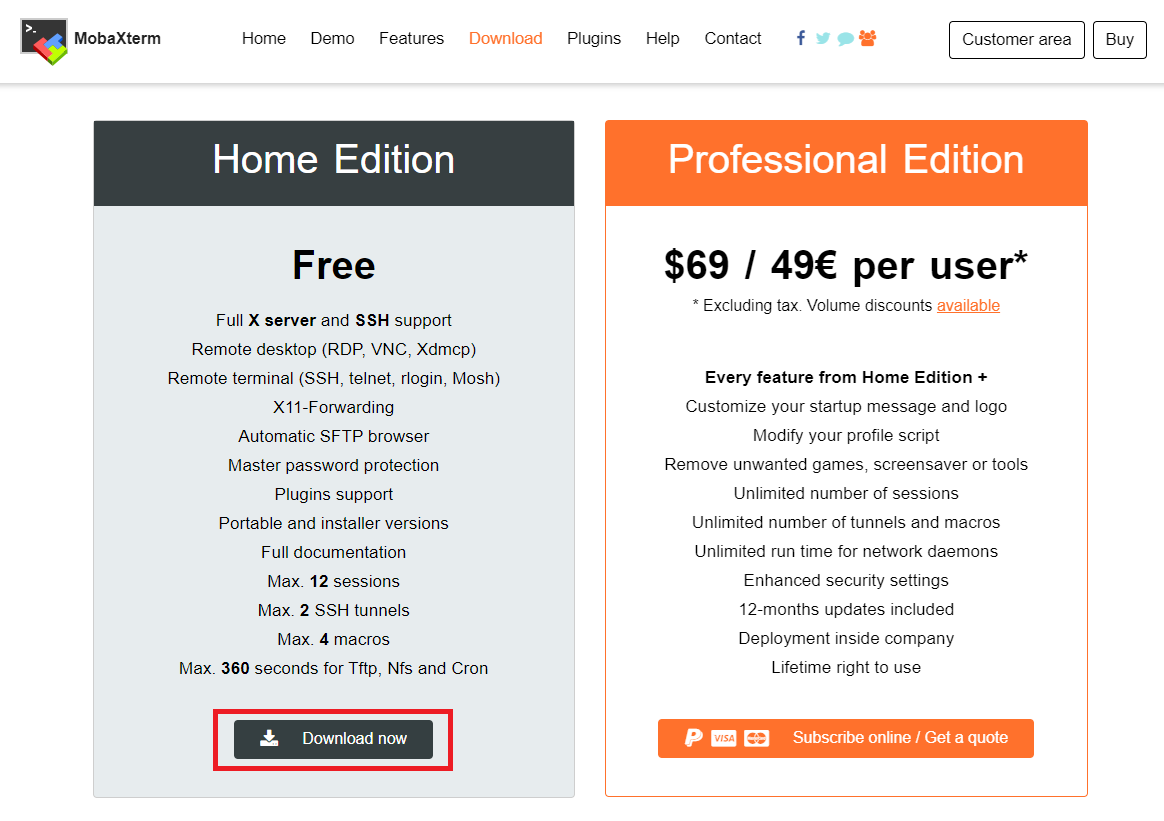 >_
MobaXterm
Home Demo Features Download Plugins Help Contact
Customer area Buy
Home Edition
Free
Full X server and SSH support
Remote desktop (RDP, VNC, Xdmcp)
Remote terminal (SSH, telnet, rlogin, Mosh)
X11-Forwarding
Automatic SFTP browser
Master password protection
Plugins support
Portable and installer versions
Full documentation
Max. 12 sessions
Max. 2 SSH tunnels
Max. 4 macros
Max. 360 seconds for Tftp, Nfs and Cron
Download now
Professional Edition
$69 / 49€ per user*
* Excluding tax. Volume discounts available
Every feature from Home Edition +
Customize your startup message and logo
Modify your profile script
Remove unwanted games, screensaver or tools
Unlimited number of sessions
Unlimited number of tunnels and macros
Unlimited run time for network daemons
Enhanced security settings
12-months updates included
Deployment inside company
Lifetime right to use
VISA Subscribe online / Get a quote